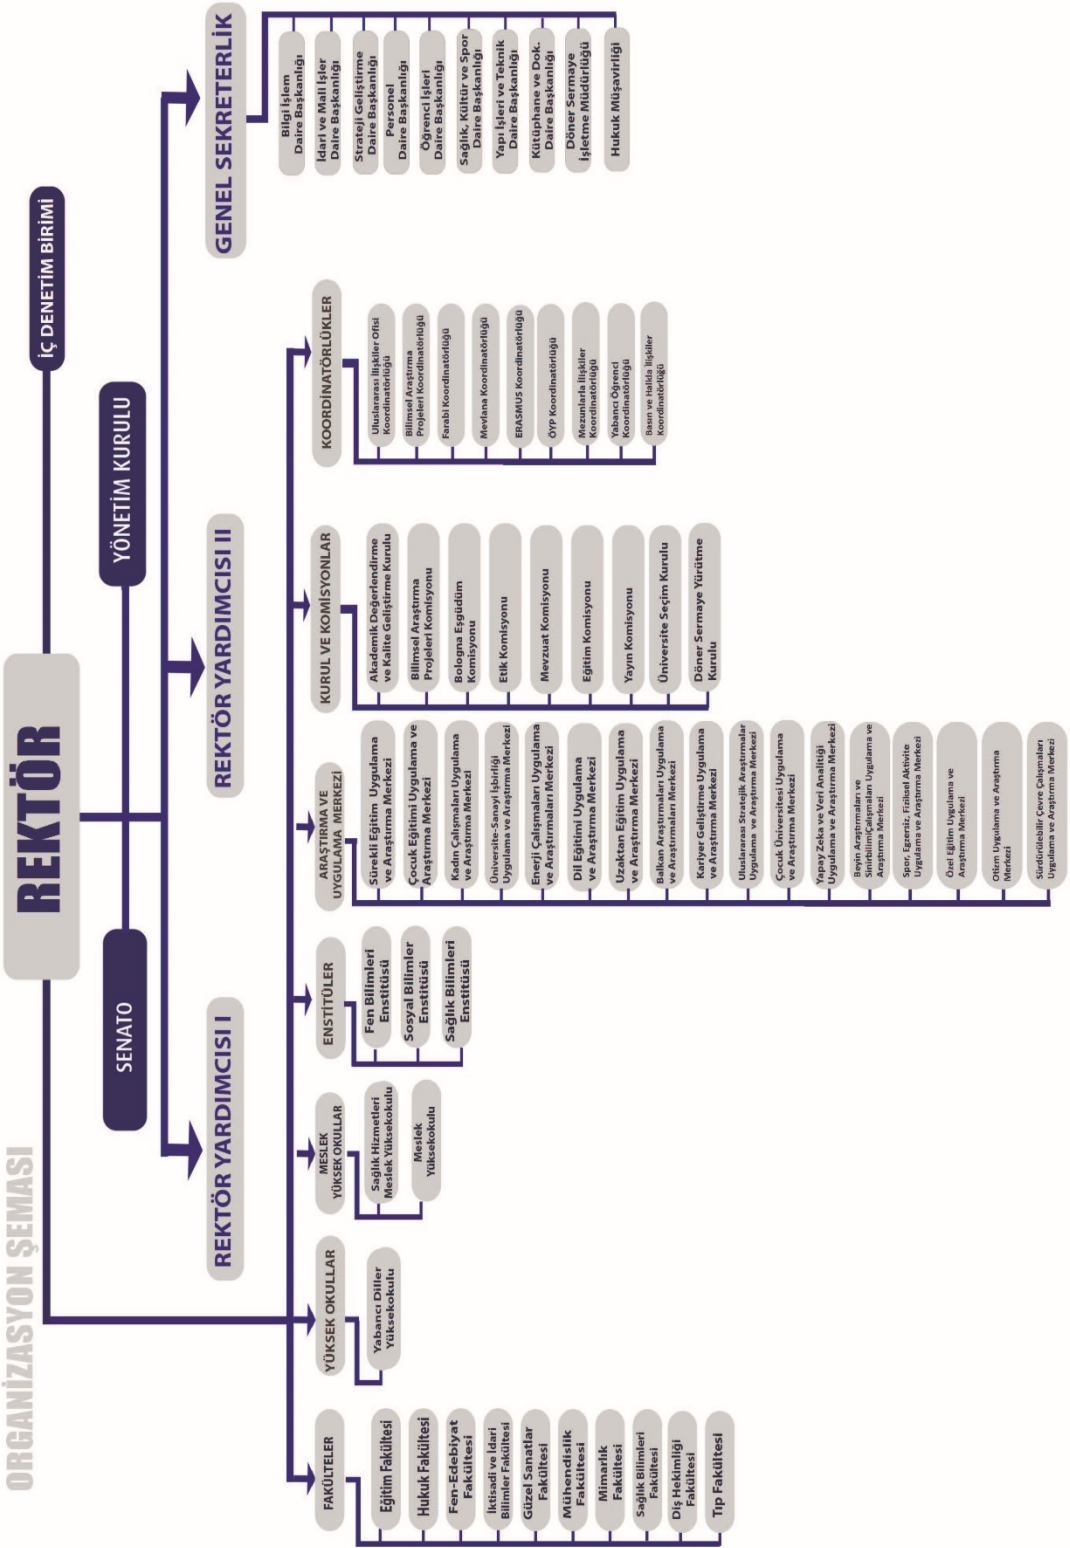 ORGANİZASYON ŞEMASI
REKTÖR
İÇ DENETİM BİRİMİ
SENATO
YÖNETİM KURULU
REKTÖR YARDIMCISI I
REKTÖR YARDIMCISI II
GENEL SEKRETERLİK
Bilgi İşlem
Daire Başkanlığı
İdari ve Mali İşler
Daire Başkanlığı
Strateji Geliştirme
Daire Başkanlığı
Personel
Daire Başkanlığı
Öğrenci İşleri
Daire Başkanlığı
Sağlık, Kültür ve Spor
Daire Başkanlığı
Yapı İşleri ve Teknik
Daire Başkanlığı
Kütüphane ve Dok.
Daire Başkanlığı
Döner Sermaye
İşletme Müdürlüğü
Hukuk Müşavirliği
FAKÜLTELER
Eğitim Fakültesi
Hukuk Fakültesi
Fen-Edebiyat
Fakültesi
İktisadi ve İdari
Bilimler Fakültesi
Güzel Sanatlar
Fakültesi
Mühendislik
Fakültesi
Mimarlık
Fakültesi
Sağlık Bilimleri
Fakültesi
Diş Hekimliği
Fakültesi
Tıp Fakültesi
YÜKSEK OKULLAR
Yabancı Diller
Yüksekokulu
MESLEK
YÜKSEK OKULLAR
Sağlık Hizmetleri
Meslek Yüksekokulu
Meslek
Yüksekokulu
ENSTİTÜLER
Fen Bilimleri
Enstitüsü
Sosyal Bilimler
Enstitüsü
Sağlık Bilimleri
Enstitüsü
ARAŞTIRMA VE
UYGULAMA MERKEZİ
Sürekli Eğitim Uygulama
ve Araştırma Merkezi
Çocuk Eğitimi Uygulama ve
Araştırma Merkezi
Kadın Çalışmaları Uygulama
ve Araştırma Merkezi
Üniversite-Sanayi İşbirliği
Uygulama ve Araştırma Merkezi
Enerji Çalışmaları Uygulama
ve Araştırmaları Merkezi
Dil Eğitimi Uygulama
ve Araştırma Merkezi
Uzaktan Eğitim Uygulama
ve Araştırma Merkezi
Balkan Araştırmaları Uygulama
ve Araştırmaları Merkezi
Kariyer Geliştirme Uygulama
ve Araştırma Merkezi
Uluslararası Stratejik Araştırmalar
Uygulama ve Araştırma Merkezi
Çocuk Üniversitesi Uygulama
ve Araştırma Merkezi
Yapay Zeka ve Veri Analitiği
Uygulama ve Araştırma Merkezi
Beyin Araştırmaları ve
SinirbilimiÇalışmaları Uygulama ve
Araştırma Merkezi
Spor, Egzersiz, Fiziksel Aktivite
Uygulama ve Araştırma Merkezi
Özel Eğitim Uygulama ve
Araştırma Merkezi
Otizm Uygulama ve Araştırma
Merkezi
Sürdürülebilir Çevre Çalışmaları
Uygulama ve Araştırma Merkezi
KURUL VE KOMİSYONLAR
Akademik Değerlendirme
ve Kalite Geliştirme Kurulu
Bilimsel Araştırma
Projeleri Komisyonu
Bologna Eşgüdüm
Komisyonu
Etik Komisyonu
Mevzuat Komisyonu
Eğitim Komisyonu
Yayın Komisyonu
Üniversite Seçim Kurulu
Döner Sermaye Yürütme
Kurulu
KOORDİNATÖRLÜKLER
Uluslararası İlişkiler Ofisi
Koordinatörlüğü
Bilimsel Araştırma
Projeleri Koordinatörlüğü
Farabi Koordinatörlüğü
Mevlana Koordinatörlüğü
ERASMUS Koordinatörlüğü
ÖYP Koordinatörlüğü
Mezunlarla İlişkiler
Koordinatörlüğü
Yabancı Öğrenci
Koordinatörlüğü
Basın ve Halkla İlişkiler
Koordinatörlüğü